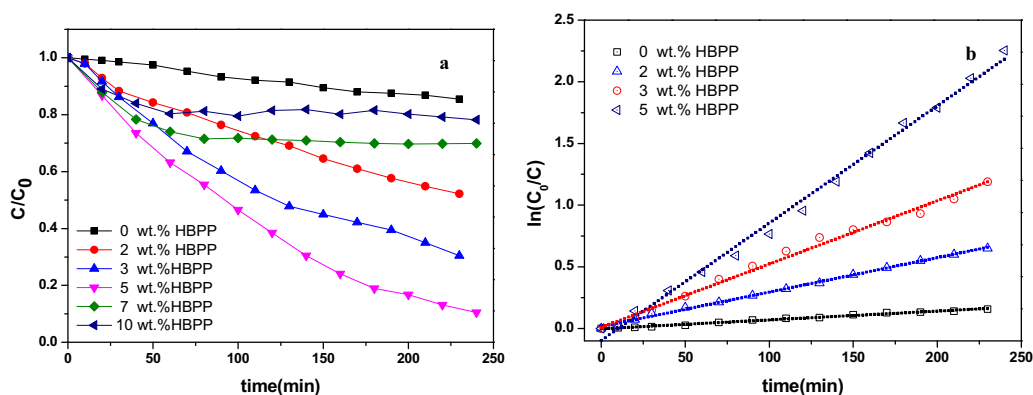 a
1.0
0.8
0.6
0.4
0.2
0.0
C/C0
0 wt.% HBPP
2 wt.% HBPP
3 wt.%HBPP
5 wt.%HBPP
7 wt.%HBPP
10 wt.%HBPP
0 50 100 150 200 250
time(min)
b
2.5
2.0
1.5
1.0
0.5
0.0
ln(C0/C)
0 wt.% HBPP
2 wt.% HBPP
3 wt.% HBPP
5 wt.% HBPP
0 50 100 150 200 250
time(min)